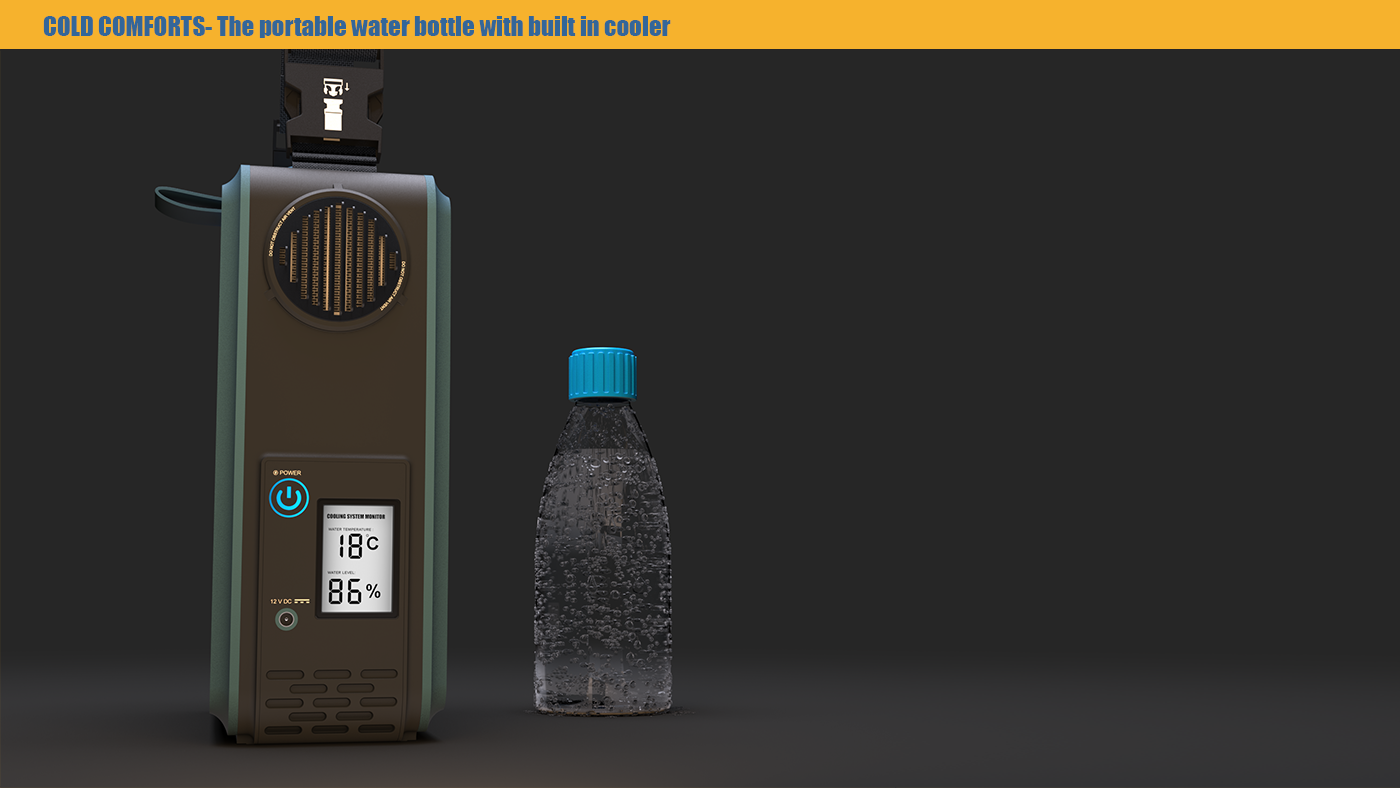 COLD COMFORTS- The portable water bottle with built in cooler
DO NOT OBSTRUCT AIR VENT
DO NOT OBSTRUCT AIR VENT
POWER
COOLING SYSTEM MONITOR
WATER TEMPERATURE:
18°C
WATER LEVEL:
86%
12 V DC